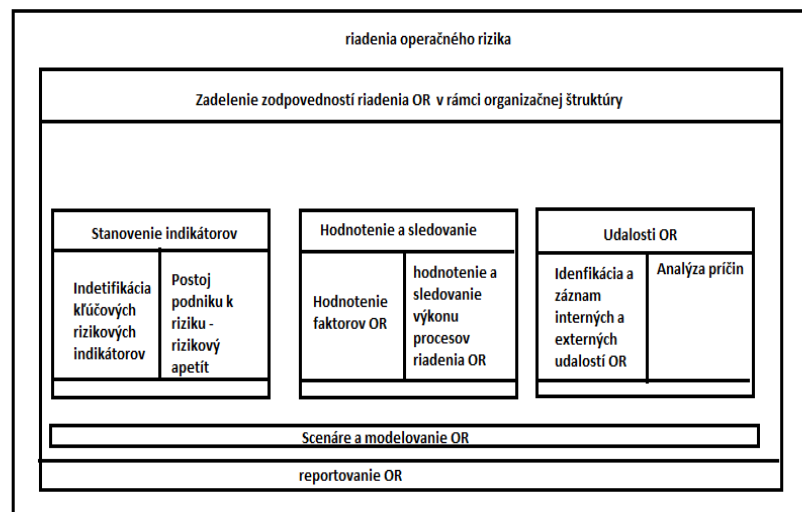 riadenia operačného rizika
Zadelenie zodpovedností riadenia OR v rámci organizačnej štruktúry
Stanovenie indikátorov
Indetifikácia
kľúčových
rizikových
indikátorov
Postoj
podniku k
riziku -
rizikový
apetít
Hodnotenie a sledovanie
Hodnotenie
faktorov OR
hodnotenie a
sledovanie
výkonu
procesov
riadenia OR
Udalosti OR
Idenfikácia a
záznam
interných a
externých
udalostí OR
Analýza príčin
Scenáre a modelovanie OR
reportovanie OR